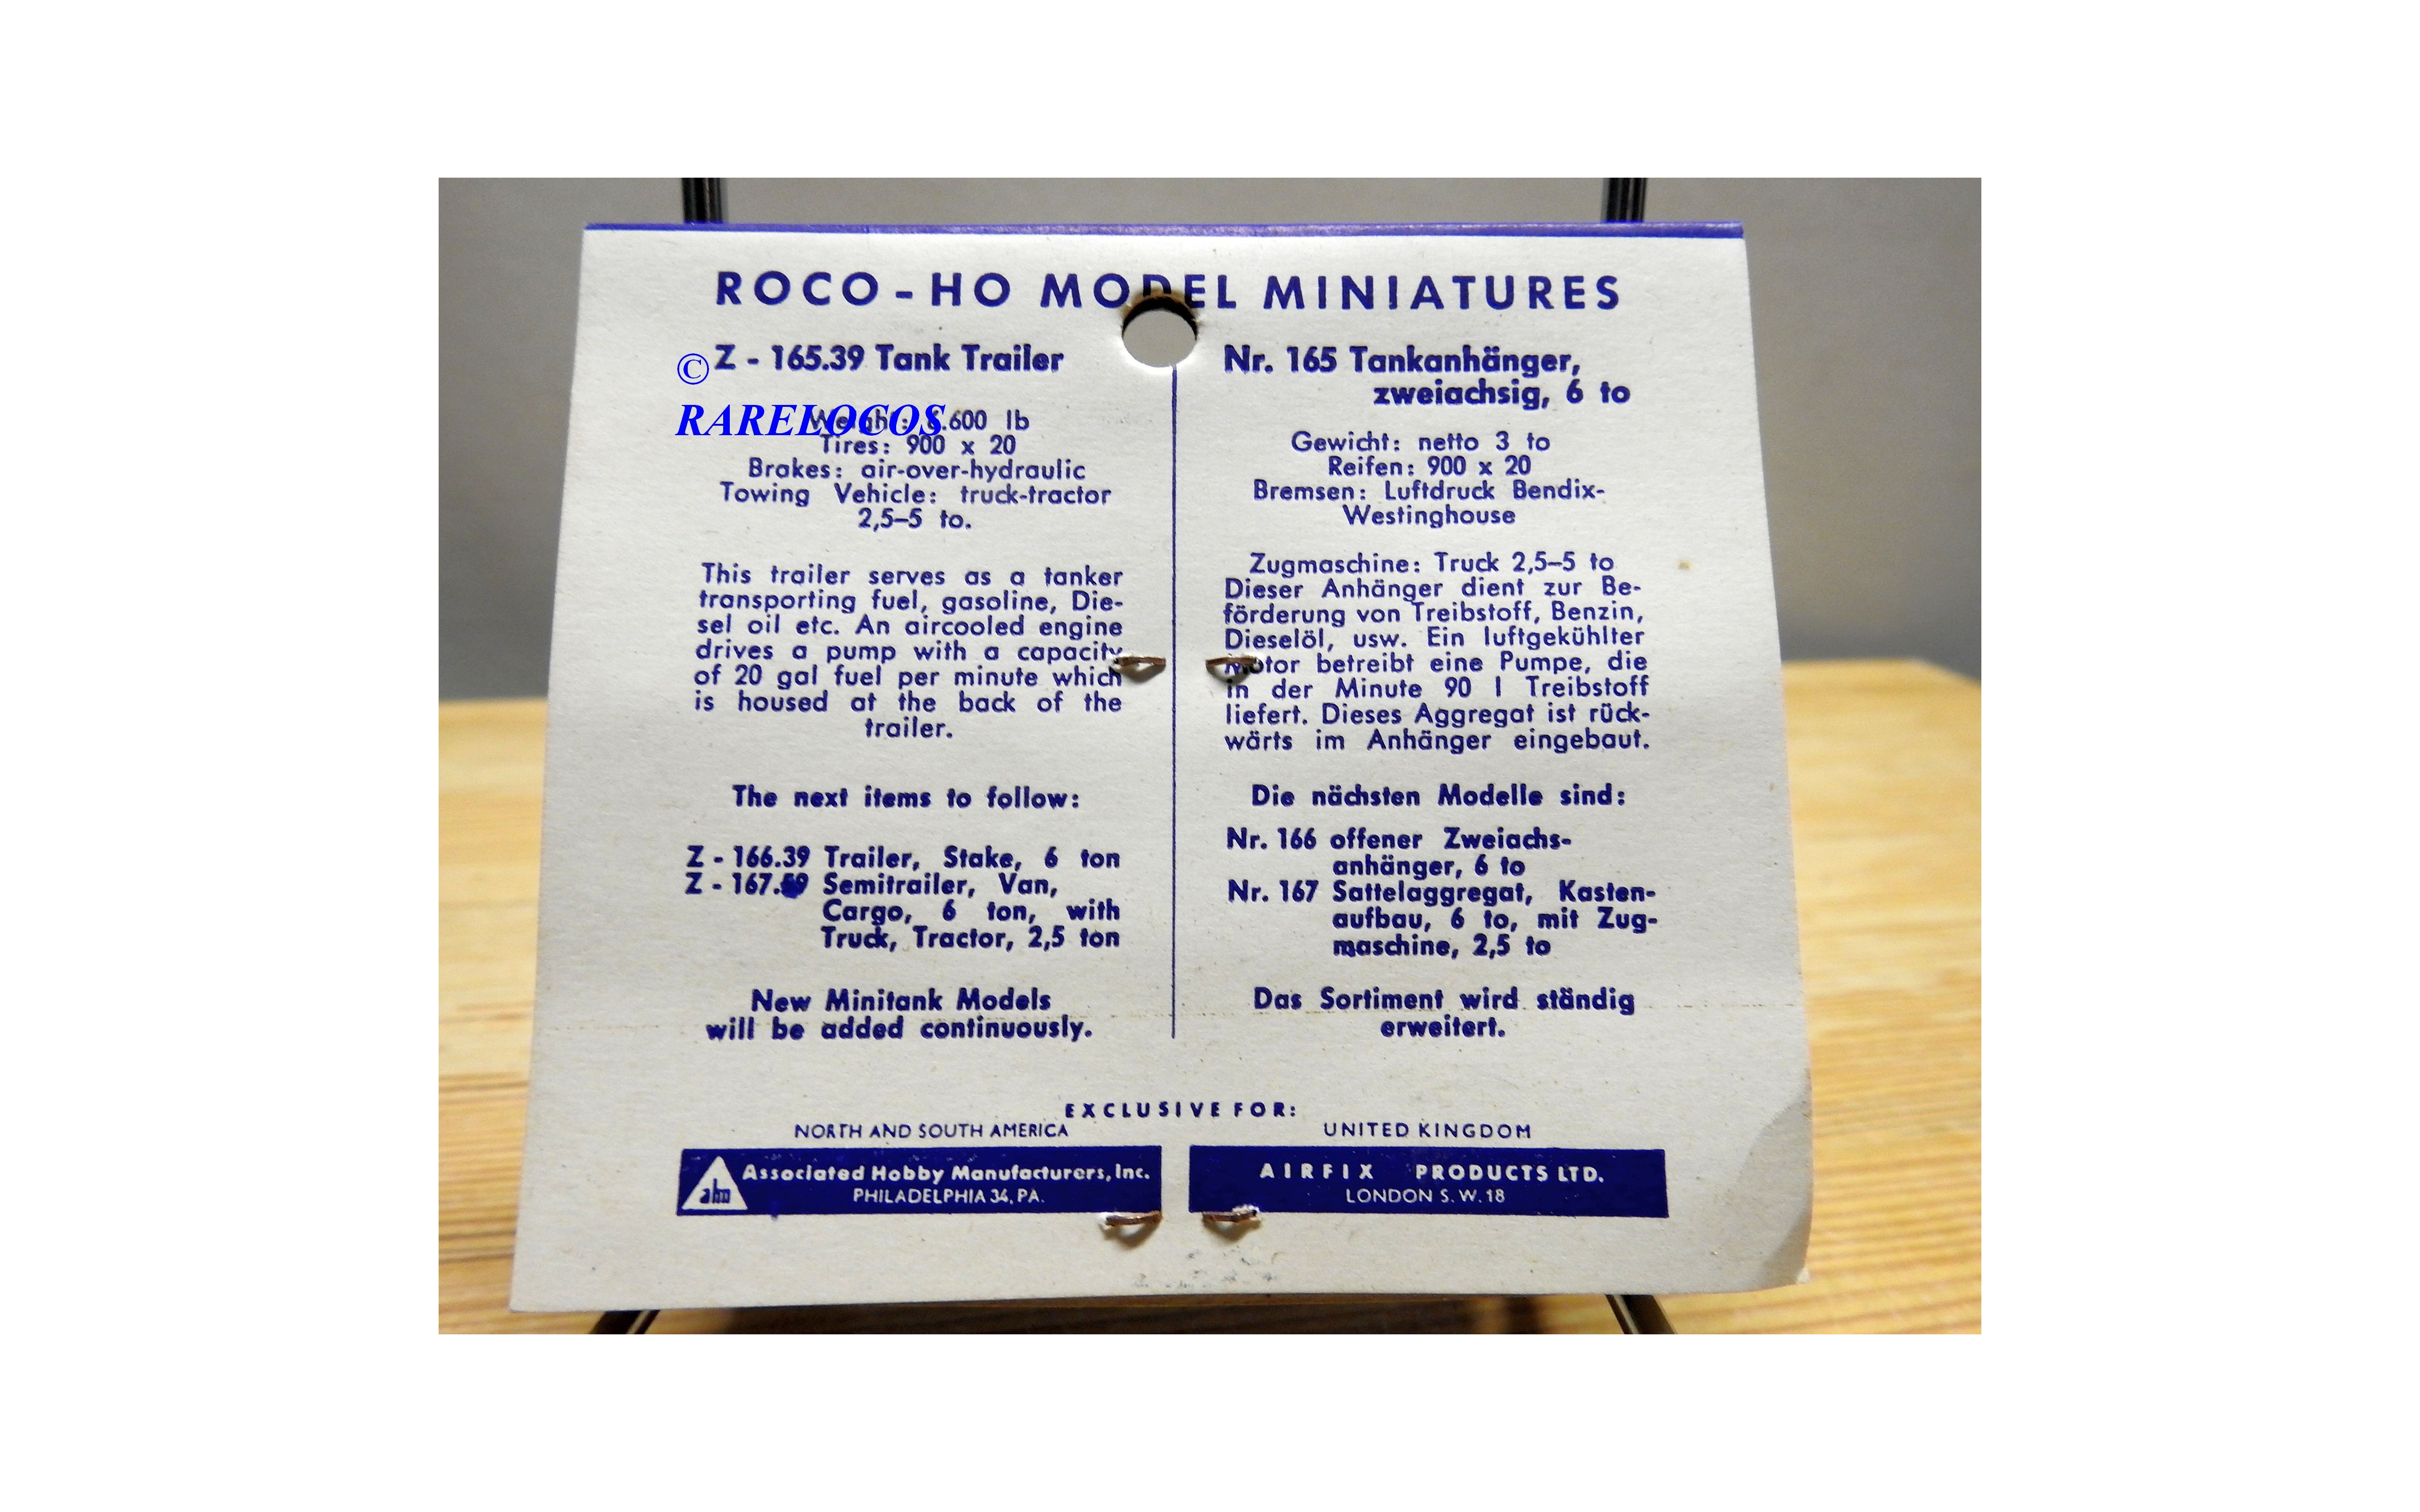 ROCO - HO MODEL MINIATURES
Z - 165.39 Tank Trailer
©
RARELOCOS
Weight: 6.600 lb
Tires: 900 x 20
Brakes: air-over-hydraulic
Towing Vehicle: truck-tractor
2,5–5 to.
This trailer serves as a tanker
transporting fuel, gasoline, Die-
sel oil etc. An aircooled engine
drives a pump with a capacity
of 20 gal fuel per minute which
is housed at the back of the
trailer.
The next items to follow:
Z - 166.39 Trailer, Stake, 6 ton
Z - 167.59 Semitrailer, Van,
Cargo, 6 ton, with
Truck, Tractor, 2,5 ton
New Minitank Models
will be added continuously.
Nr. 165 Tankanhänger,
zweiachsig, 6 to
Gewicht: netto 3 to
Reifen: 900 x 20
Bremsen: Luftdruck Bendix-
Westinghouse
Zugmaschine: Truck 2,5–5 to
Dieser Anhänger dient zur Be-
förderung von Treibstoff, Benzin,
Dieselöl, usw. Ein luftgekühlter
Motor betreibt eine Pumpe, die
in der Minute 90 l Treibstoff
liefert. Dieses Aggregat ist rück-
wärts im Anhänger eingebaut.
Die nächsten Modelle sind:
Nr. 166 offener Zweiachs-
anhänger, 6 to
Nr. 167 Sattelaggregat, Kasten-
aufbau, 6 to, mit Zug-
maschine, 2,5 to
Das Sortiment wird ständig
erweitert.
EXCLUSIVE FOR:
NORTH AND SOUTH AMERICA
ahm Associated Hobby Manufacturers, Inc.
PHILADELPHIA 34, PA.
UNITED KINGDOM
AIRFIX PRODUCTS LTD.
LONDON S. W. 18